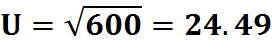 U = √600 = 24.49